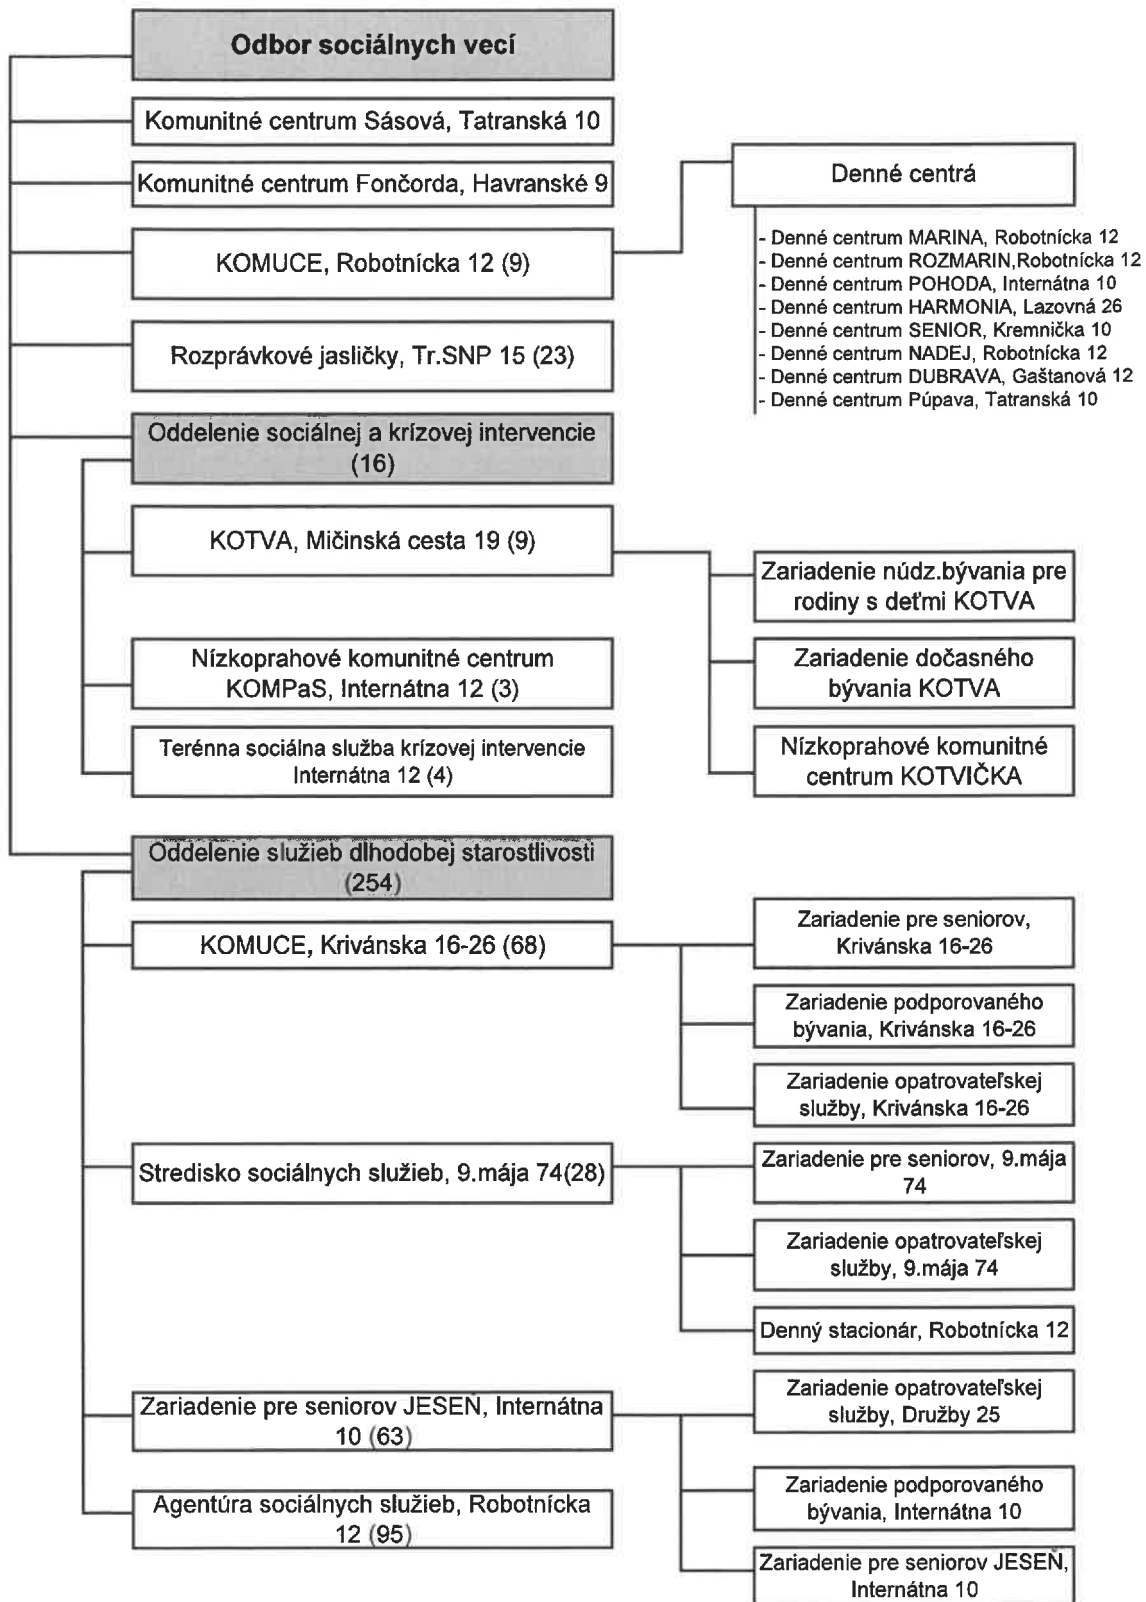 Odbor sociálnych vecí
Komunitné centrum Sásová, Tatranská 10
Komunitné centrum Fončorda, Havranské 9
KOMUCE, Robotnícka 12 (9)
Denné centrá
- Denné centrum MARINA, Robotnícka 12
- Denné centrum ROZMARIN,Robotnícka 12
- Denné centrum POHODA, Internátna 10
- Denné centrum HARMONIA, Lazovná 26
- Denné centrum SENIOR, Kremnička 10
- Denné centrum NADEJ, Robotnícka 12
- Denné centrum DUBRAVA, Gaštanová 12
- Denné centrum Púpava, Tatranská 10
Rozprávkové jasličky, Tr.SNP 15 (23)
Oddelenie sociálnej a krízovej intervencie
(16)
KOTVA, Mičinská cesta 19 (9)
Zariadenie núdz.bývania pre
rodiny s deťmi KOTVA
Zariadenie dočasného
bývania KOTVA
Nízkoprahové komunitné
centrum KOTVIČKA
Nízkoprahové komunitné centrum
KOMPaS, Internátna 12 (3)
Terénna sociálna služba krízovej intervencie
Internátna 12 (4)
Oddelenie služieb dlhodobej starostlivosti
(254)
KOMUCE, Krivánska 16-26 (68)
Zariadenie pre seniorov,
Krivánska 16-26
Zariadenie podporovaného
bývania, Krivánska 16-26
Zariadenie opatrovateľskej
služby, Krivánska 16-26
Stredisko sociálnych služieb, 9.mája 74(28)
Zariadenie pre seniorov, 9.mája
74
Zariadenie opatrovateľskej
služby, 9.mája 74
Denný stacionár, Robotnícka 12
Zariadenie pre seniorov JESEŇ, Internátna
10 (63)
Zariadenie opatrovateľskej
služby, Družby 25
Zariadenie podporovaného
bývania, Internátna 10
Zariadenie pre seniorov JESEŇ,
Internátna 10
Agentúra sociálnych služieb, Robotnícka
12 (95)